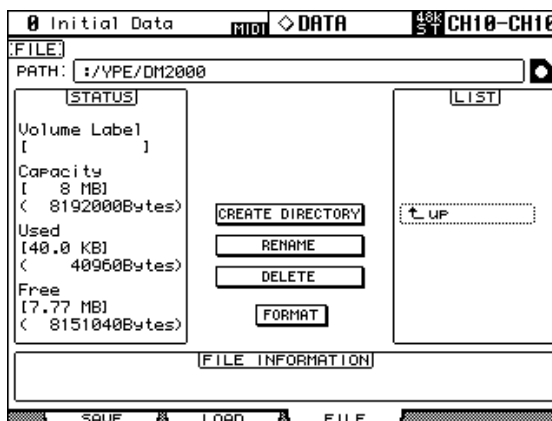 0 Initial Data MIDI ◇DATA 48k ST CH10-CH10
FILE
PATH: :/YPE/DM2000
STATUS
Volume Label
[ ]
Capacity
[ 8 MB]
( 8192000Bytes)
Used
[40.0 KB]
( 40960Bytes)
Free
[7.77 MB]
( 8151040Bytes)
CREATE DIRECTORY
RENAME
DELETE
FORMAT
LIST
UP
FILE INFORMATION
SAVE LOAD FILE